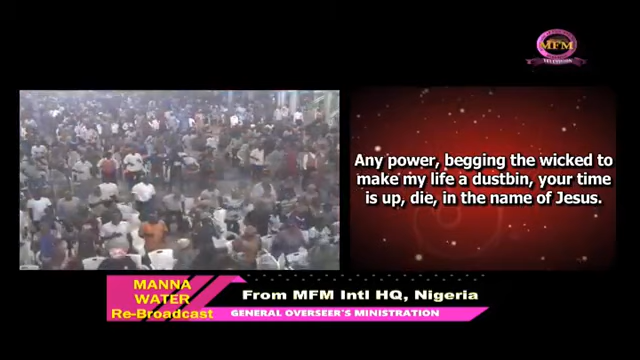 MFM
TELEVISION
Any power, begging the wicked to
make my life a dustbin, your time
is up, die, in the name of Jesus.
MANNA
WATER
Re-Broadcast
From MFM Intl HQ, Nigeria
GENERAL OVERSEER'S MINISTRATION